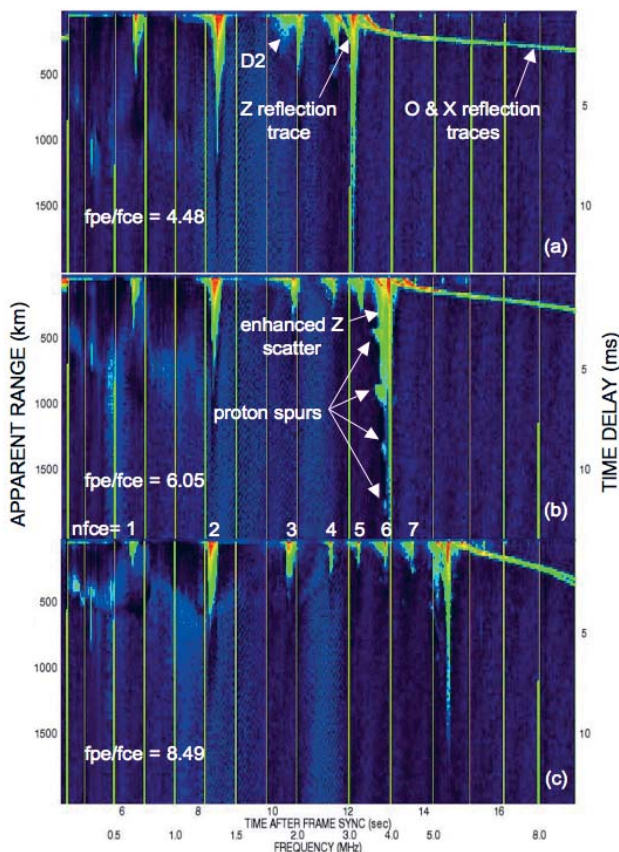 500
1000
1500
D2
Z reflection
trace
O & X reflection
traces
fpe/fce = 4.48
5
10
(a)
APPARENT RANGE (km)
500
1000
1500
enhanced Z
scatter
proton spurs
fpe/fce = 6.05
5
10
TIME DELAY (ms)
(b)
nfce= 1 2 3 4 5 6 7
500
1000
1500
fpe/fce = 8.49
5
10
(c)
6 8 10 12 14 16
TIME AFTER FRAME SYNC (sec)
0.5 1.0 1.5 2.0 3.0 4.0 8.0
FREQUENCY (MHz)